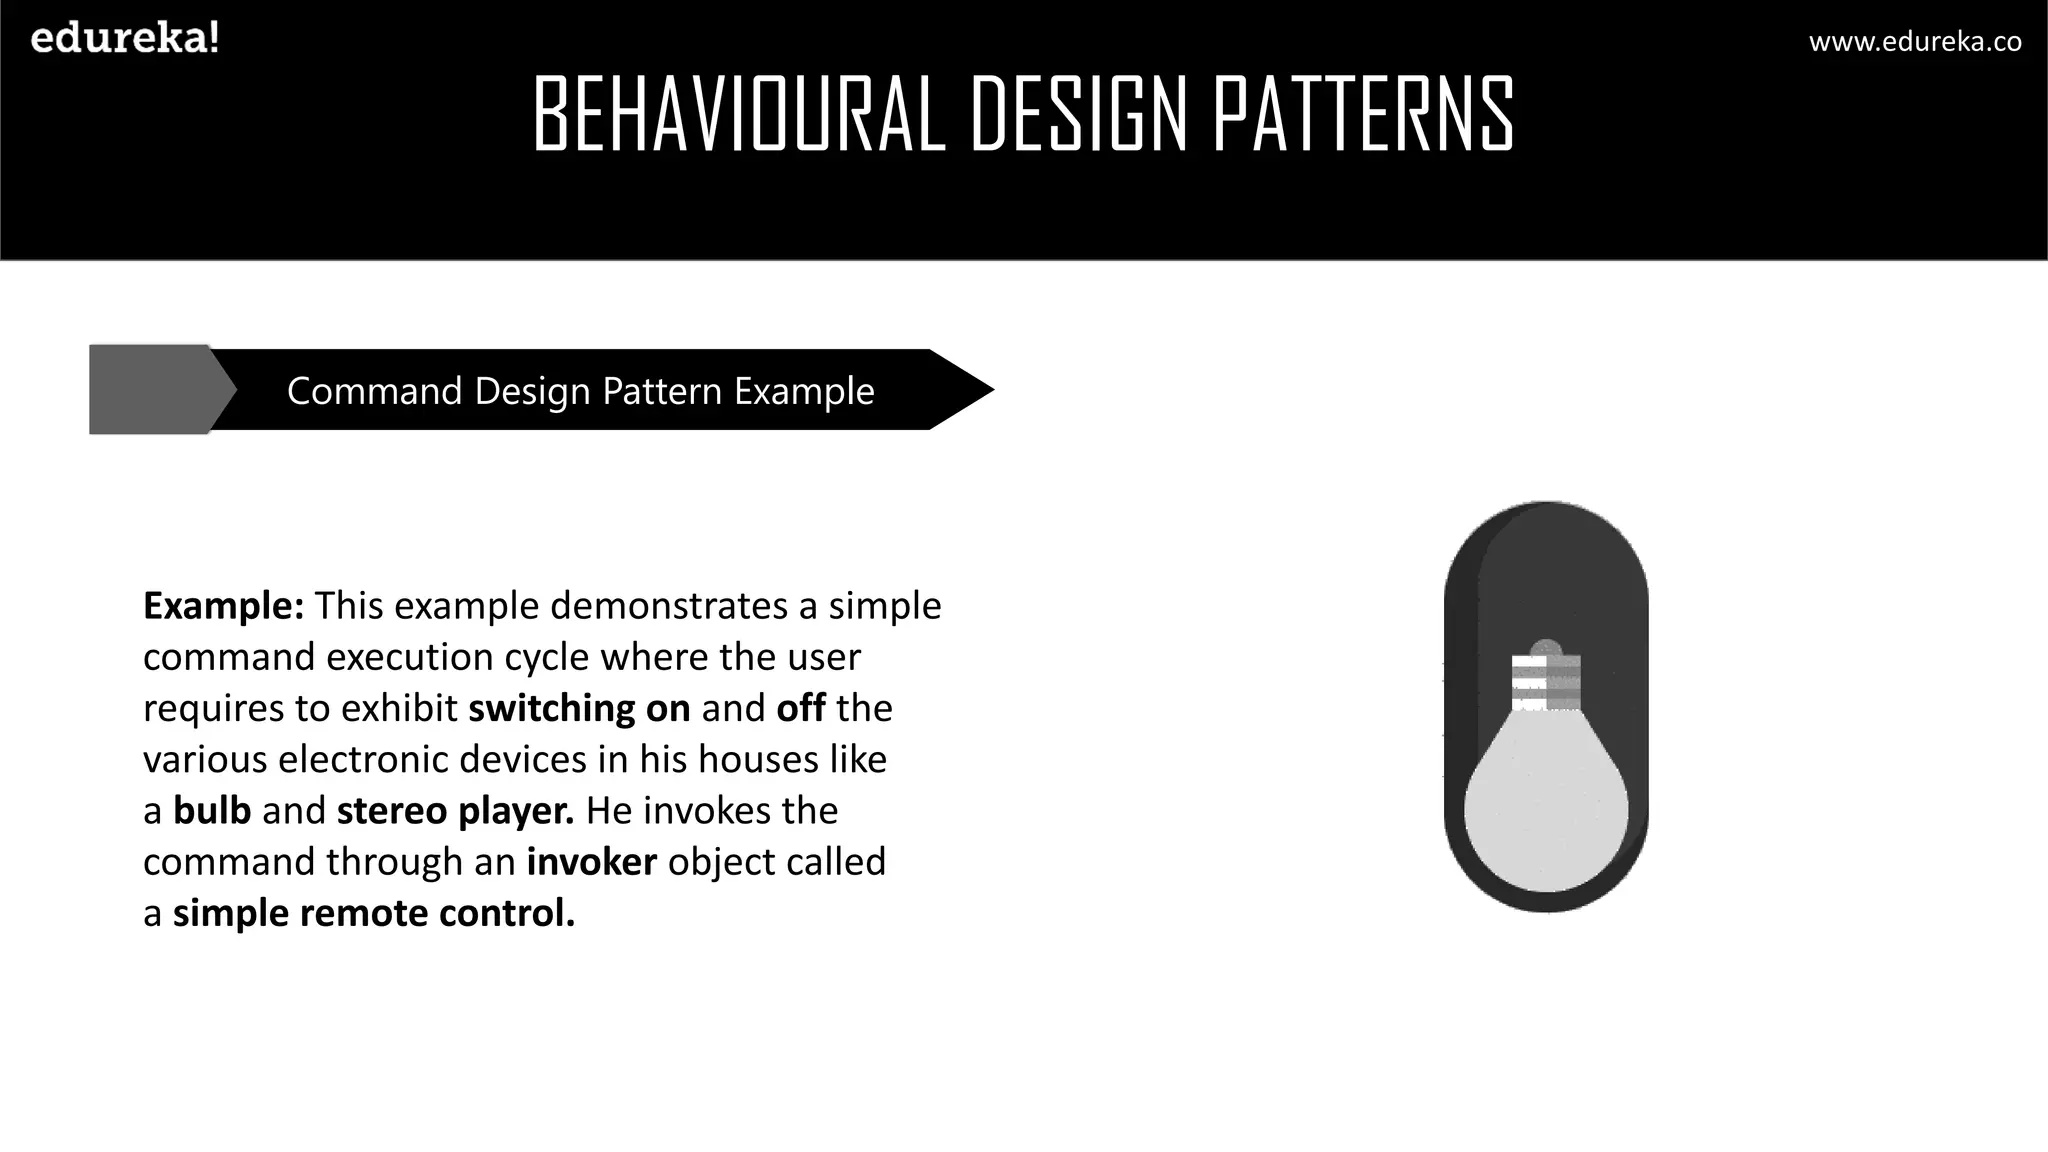 edureka!
www.edureka.co
BEHAVIOURAL DESIGN PATTERNS
Command Design Pattern Example
Example: This example demonstrates a simple
command execution cycle where the user
requires to exhibit switching on and off the
various electronic devices in his houses like
a bulb and stereo player. He invokes the
command through an invoker object called
a simple remote control.